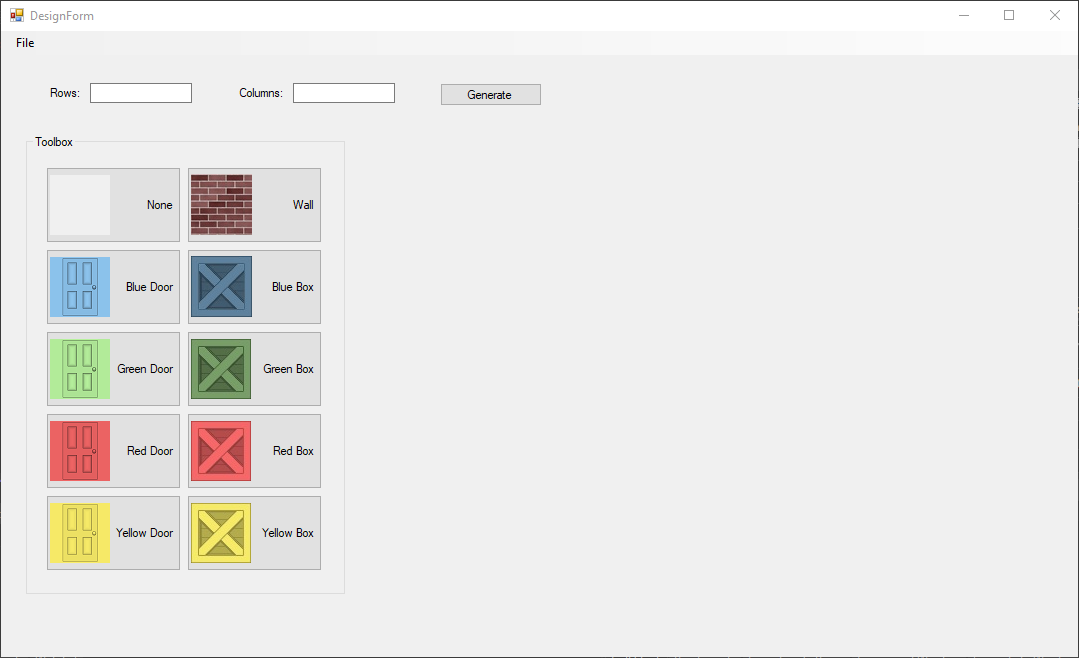 DesignForm
File
Rows: Columns: Generate
Toolbox
None Wall
Blue Door Blue Box
Green Door Green Box
Red Door Red Box
Yellow Door Yellow Box